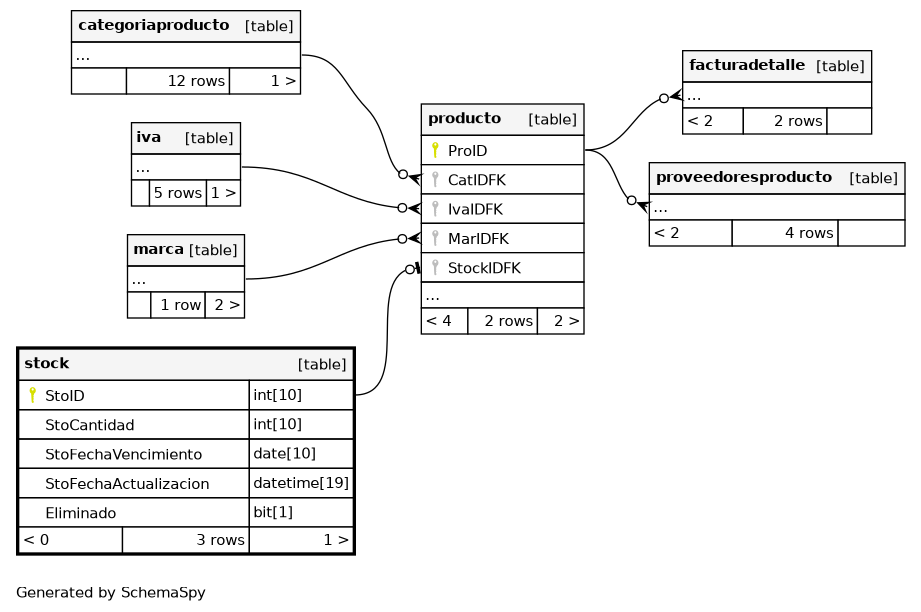 categoriaproducto [table]
...
12 rows 1 >
iva [table]
...
5 rows 1 >
marca [table]
...
1 row 2 >
stock [table]
StoID int[10]
StoCantidad int[10]
StoFechaVencimiento date[10]
StoFechaActualizacion datetime[19]
Eliminado bit[1]
< 0 3 rows 1 >
producto [table]
ProID
CatIDFK
IvaIDFK
MarIDFK
StockIDFK
...
< 4 2 rows 2 >
facturadetalle [table]
...
< 2 2 rows
proveedoresproducto [table]
...
< 2 4 rows
Generated by SchemaSpy